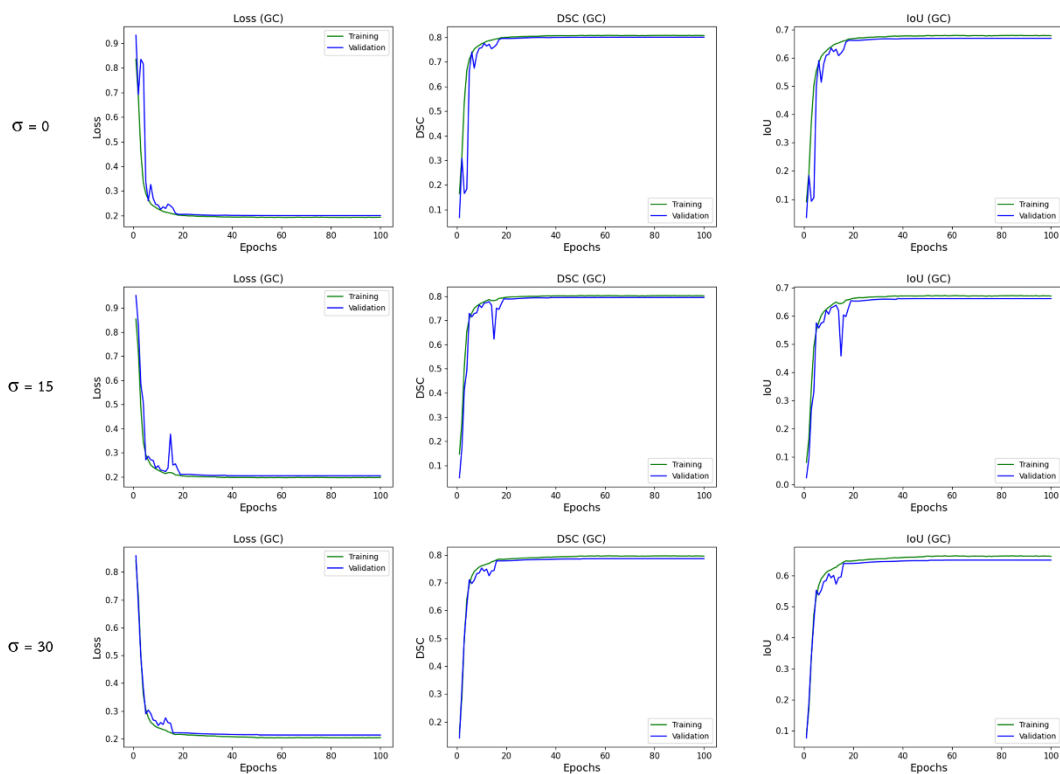 σ = 0
Loss (GC)
Loss
0.9
0.8
0.7
0.6
0.5
0.4
0.3
0.2
0 20 40 60 80 100
Epochs
Training
Validation
DSC (GC)
DSC
0.8
0.7
0.6
0.5
0.4
0.3
0.2
0.1
0 20 40 60 80 100
Epochs
Training
Validation
IoU (GC)
IoU
0.7
0.6
0.5
0.4
0.3
0.2
0.1
0 20 40 60 80 100
Epochs
Training
Validation
σ = 15
Loss (GC)
Loss
0.9
0.8
0.7
0.6
0.5
0.4
0.3
0.2
0 20 40 60 80 100
Epochs
Training
Validation
DSC (GC)
DSC
0.8
0.7
0.6
0.5
0.4
0.3
0.2
0.1
0 20 40 60 80 100
Epochs
Training
Validation
IoU (GC)
IoU
0.7
0.6
0.5
0.4
0.3
0.2
0.1
0.0
0 20 40 60 80 100
Epochs
Training
Validation
σ = 30
Loss (GC)
Loss
0.8
0.7
0.6
0.5
0.4
0.3
0.2
0 20 40 60 80 100
Epochs
Training
Validation
DSC (GC)
DSC
0.8
0.7
0.6
0.5
0.4
0.3
0.2
0 20 40 60 80 100
Epochs
Training
Validation
IoU (GC)
IoU
0.6
0.5
0.4
0.3
0.2
0.1
0 20 40 60 80 100
Epochs
Training
Validation